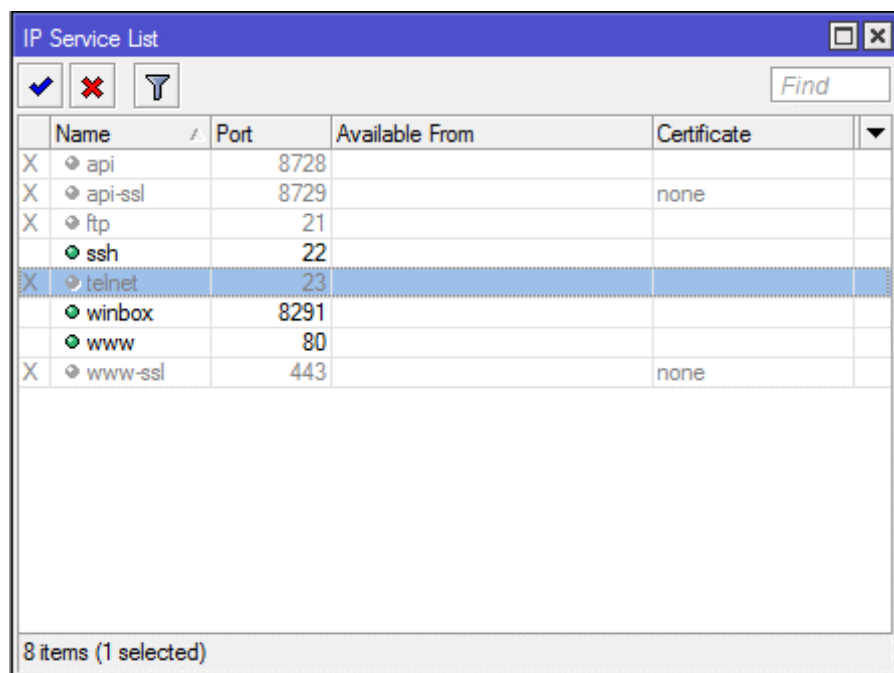 IP Service List
Find
Name Port Available From Certificate
X api 8728
X api-ssl 8729 none
X ftp 21
ssh 22
X telnet 23
winbox 8291
www 80
X www-ssl 443 none
8 items (1 selected)